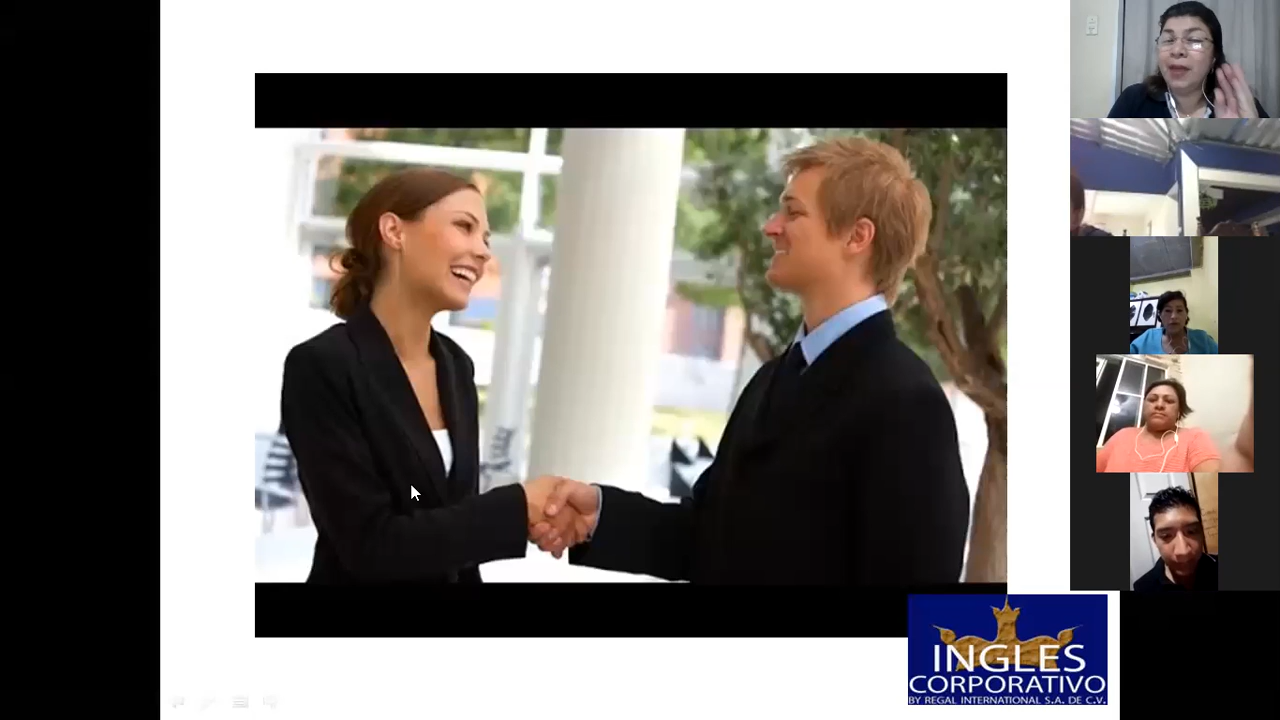 INGLES
CORPORATIVO
BY REGAL INTERNATIONAL S.A. DE C.V.